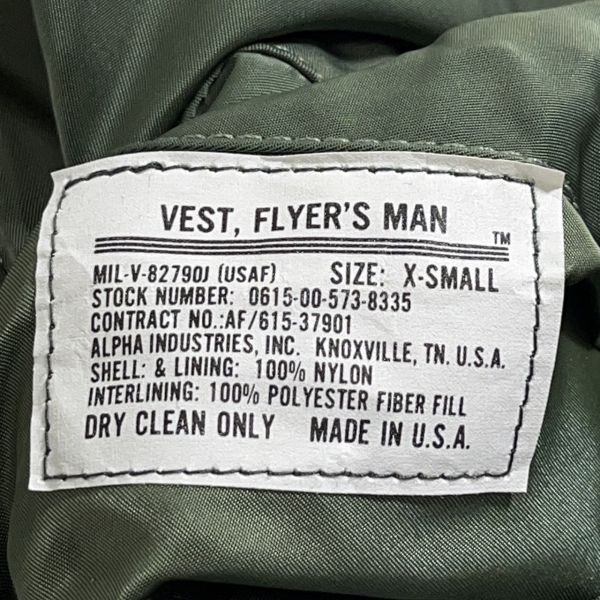 VEST, FLYER'S MAN
TM
MIL-V-82790J (USAF) SIZE: X-SMALL
STOCK NUMBER: 0615-00-573-8335
CONTRACT NO.:AF/615-37901
ALPHA INDUSTRIES, INC. KNOXVILLE, TN. U.S.A.
SHELL: & LINING: 100% NYLON
INTERLINING: 100% POLYESTER FIBER FILL
DRY CLEAN ONLY MADE IN U.S.A.